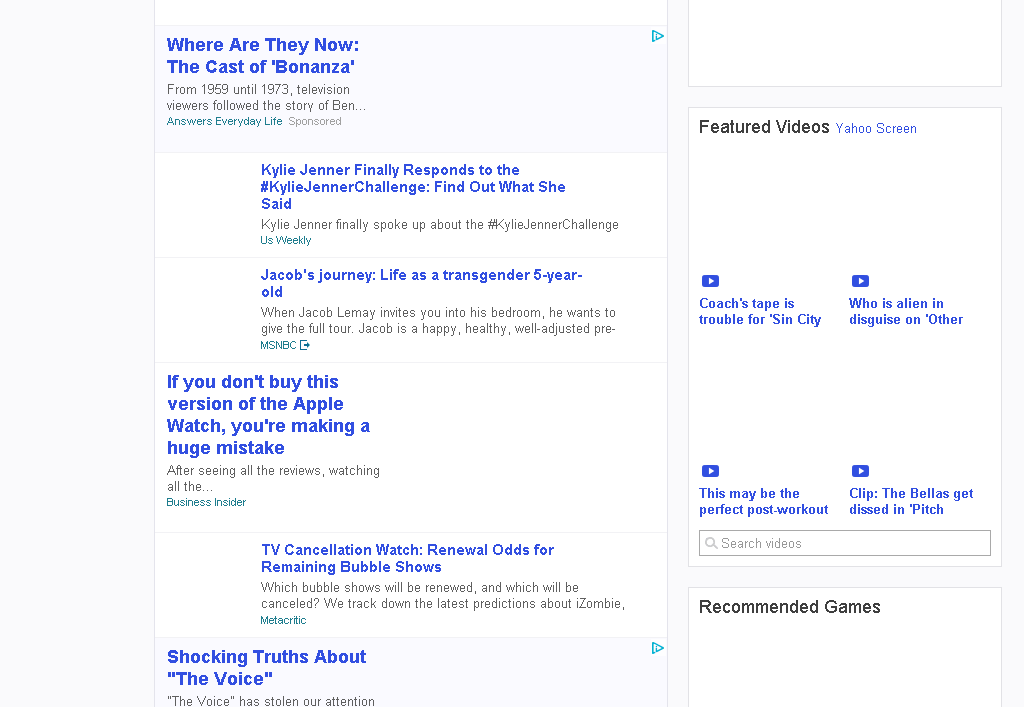 Where Are They Now:
The Cast of 'Bonanza'
From 1959 until 1973, television
viewers followed the story of Ben...
Answers Everyday Life Sponsored
Kylie Jenner Finally Responds to the
#KylieJennerChallenge: Find Out What She
Said
Kylie Jenner finally spoke up about the #KylieJennerChallenge
Us Weekly
Jacob's journey: Life as a transgender 5-year-
old
When Jacob Lemay invites you into his bedroom, he wants to
give the full tour. Jacob is a happy, healthy, well-adjusted pre-
MSNBC
If you don't buy this
version of the Apple
Watch, you're making a
huge mistake
After seeing all the reviews, watching
all the...
Business Insider
TV Cancellation Watch: Renewal Odds for
Remaining Bubble Shows
Which bubble shows will be renewed, and which will be
canceled? We track down the latest predictions about iZombie,
Metacritic
Shocking Truths About
"The Voice"
"The Voice" has stolen our attention
Featured Videos Yahoo Screen
Coach's tape is
trouble for 'Sin City
Who is alien in
disguise on 'Other
This may be the
perfect post-workout
Clip: The Bellas get
dissed in 'Pitch
Search videos
Recommended Games